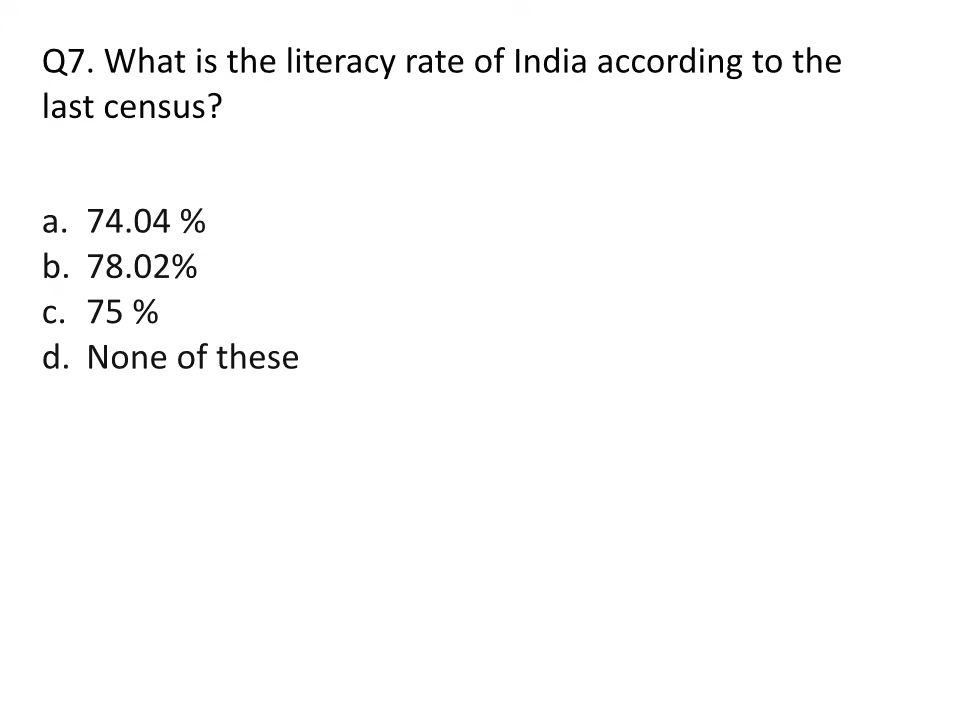 Q7. What is the literacy rate of India according to the
last census?
a. 74.04 %
b. 78.02%
c. 75 %
d. None of these